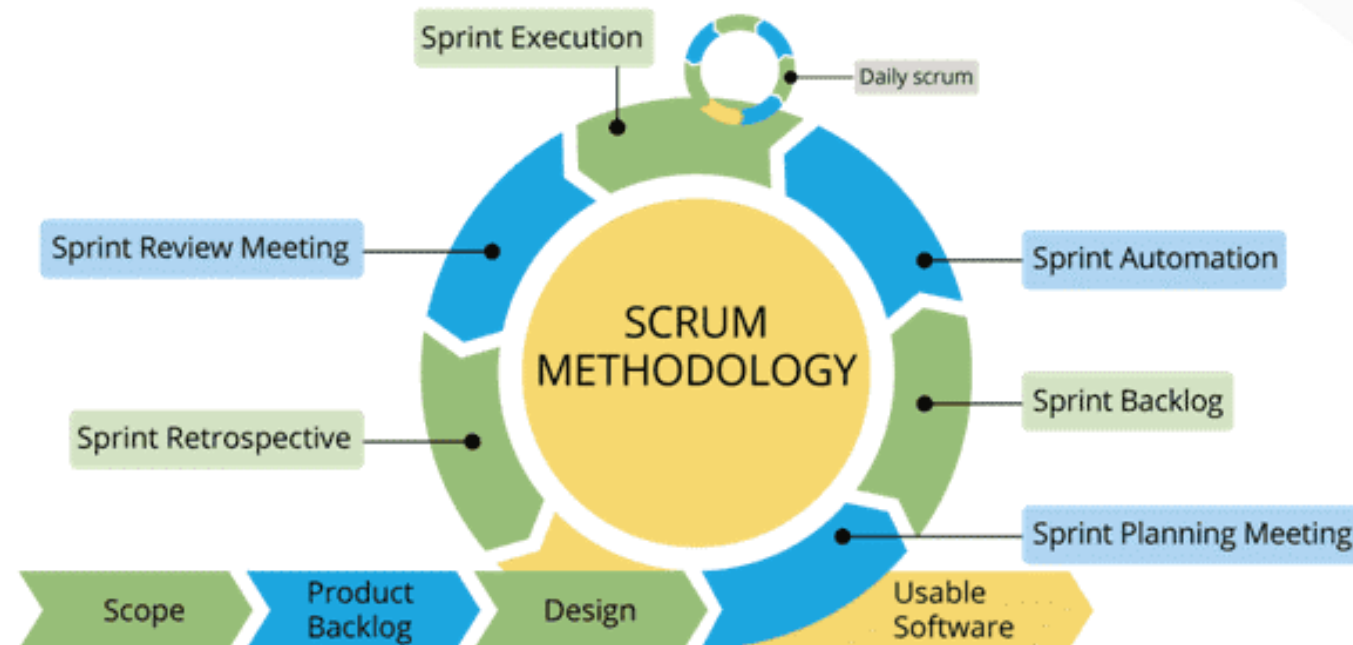 Sprint Execution
Daily scrum
Sprint Review Meeting
Sprint Automation
SCRUM
METHODOLOGY
Sprint Backlog
Sprint Retrospective
Sprint Planning Meeting
Scope
Product
Backlog
Design
Usable
Software